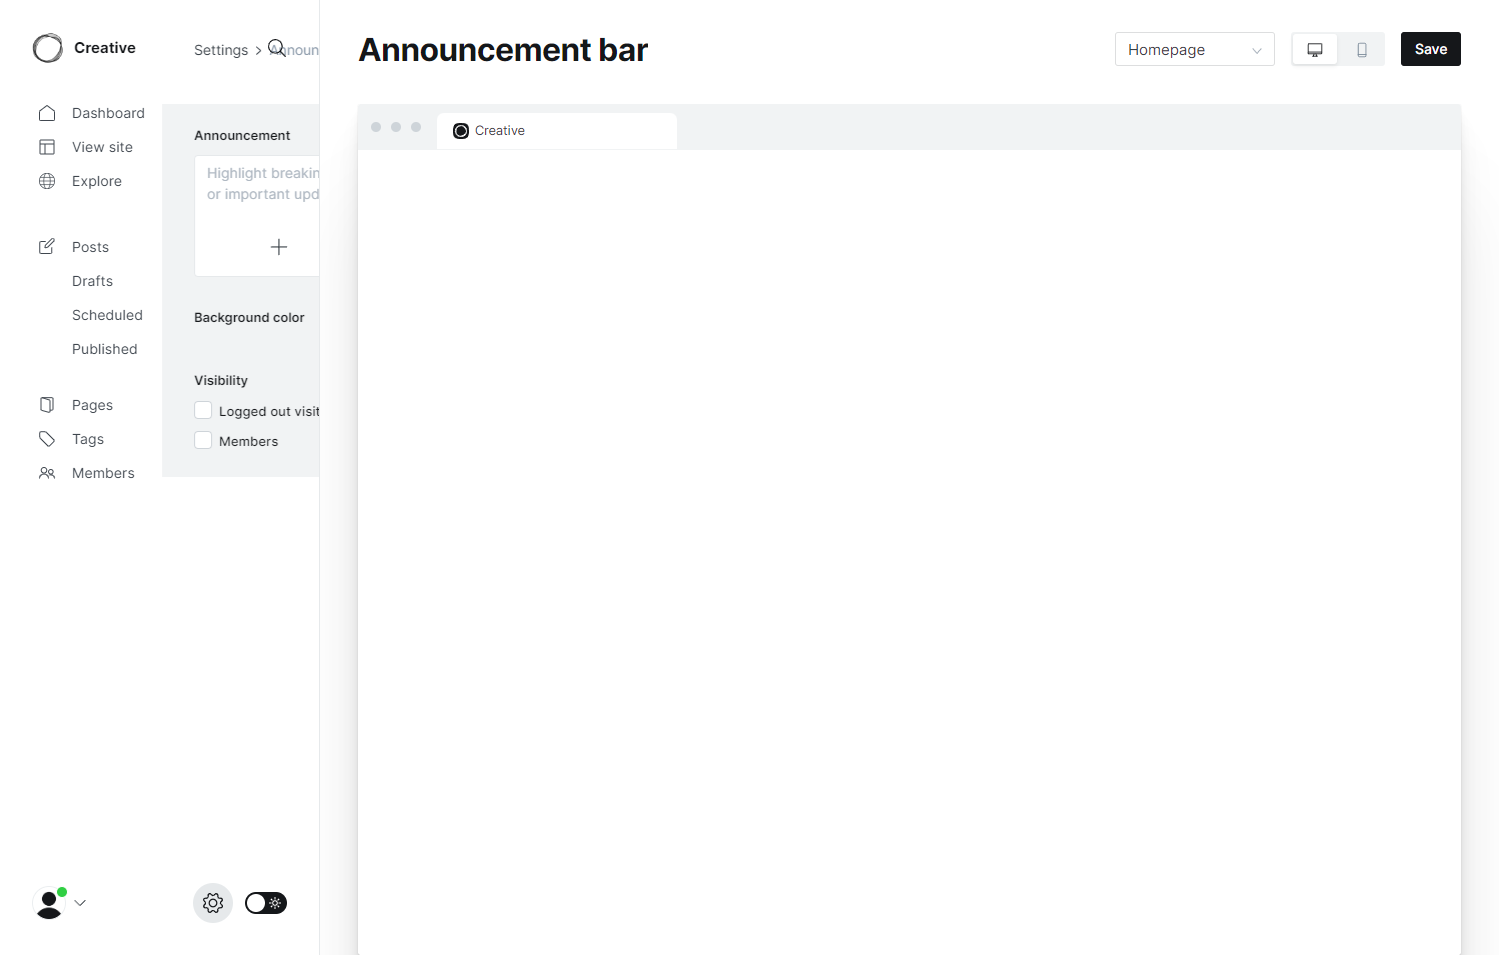 Creative
Dashboard
View site
Explore
Posts
Drafts
Scheduled
Published
Pages
Tags
Members
Settings > Announ
Announcement
Highlight breakin
or important upd
Background color
Visibility
Logged out visit
Members
Announcement bar
Homepage
Save
Creative